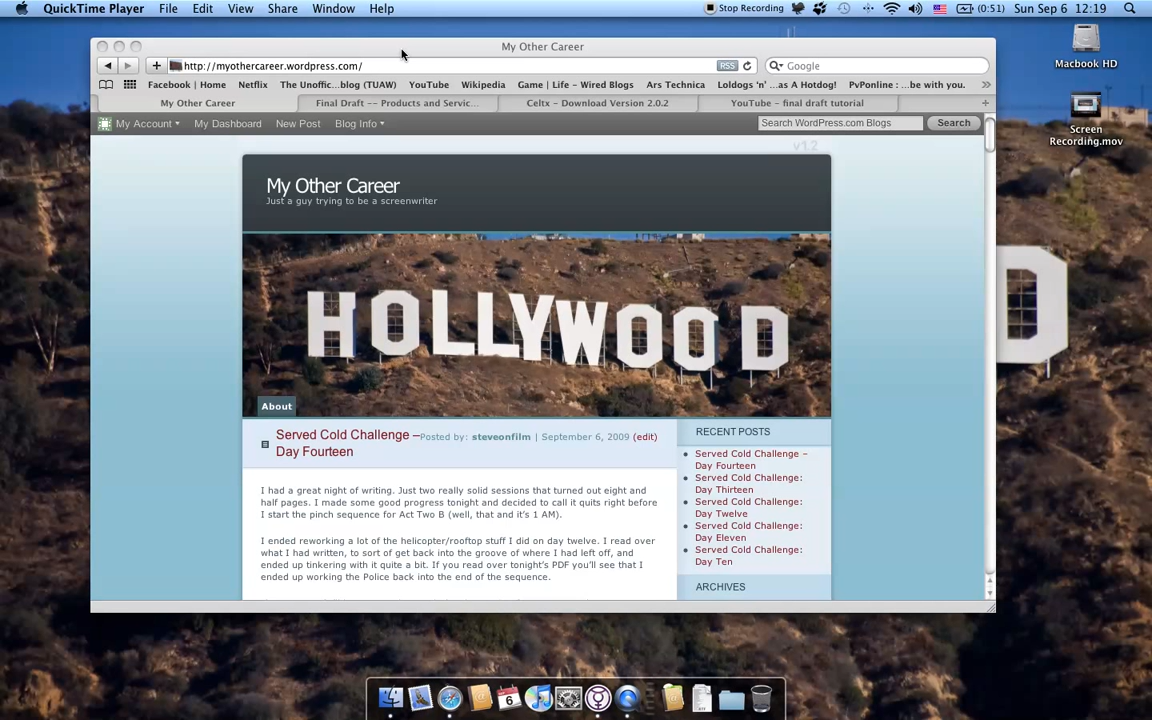 QuickTime Player File Edit View Share Window Help Stop Recording (0:51) Sun Sep 6 12:19
My Other Career
http://myothercareer.wordpress.com/ RSS Google
Facebook | Home Netflix The Unoffic...blog (TUAW) YouTube Wikipedia Game | Life – Wired Blogs Ars Technica Loldogs 'n' ...as A Hotdog! PvPonline : ...be with you. »
My Other Career Final Draft -- Products and Servic... Celtx - Download Version 2.0.2 YouTube - final draft tutorial +
My Account My Dashboard New Post Blog Info Search WordPress.com Blogs Search
v1.2
My Other Career
Just a guy trying to be a screenwriter
HOLLYWOOD
About
Served Cold Challenge –
Day Fourteen
Posted by: steveonfilm | September 6, 2009 (edit)
I had a great night of writing. Just two really solid sessions that turned out eight and
half pages. I made some good progress tonight and decided to call it quits right before
I start the pinch sequence for Act Two B (well, that and it's 1 AM).
I ended reworking a lot of the helicopter/rooftop stuff I did on day twelve. I read over
what I had written, to sort of get back into the groove of where I had left off, and
ended up tinkering with it quite a bit. If you read over tonight's PDF you'll see that I
ended up working the Police back into the end of the sequence.
RECENT POSTS
Served Cold Challenge –
Day Fourteen
Served Cold Challenge:
Day Thirteen
Served Cold Challenge:
Day Twelve
Served Cold Challenge:
Day Eleven
Served Cold Challenge:
Day Ten
ARCHIVES
Macbook HD
Screen
Recording.mov
D
6